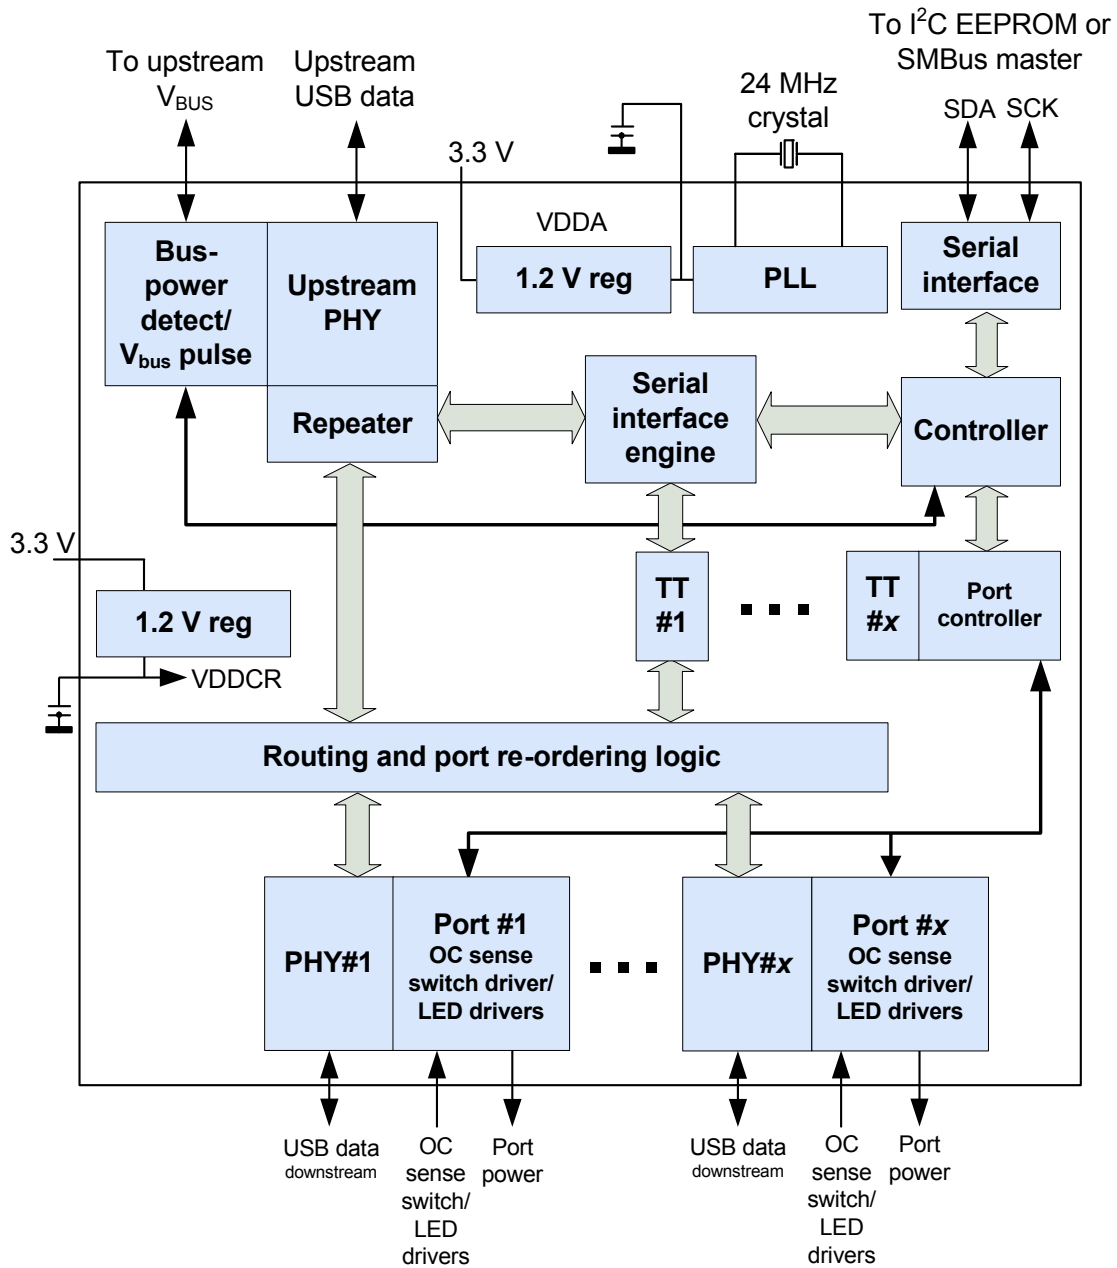 To I²C EEPROM or
SMBus master
To upstream
V_BUS
Upstream
USB data
24 MHz
crystal
SDA
SCK
3.3 V
VDDA
Bus-
power
detect/
V_bus pulse
Upstream
PHY
1.2 V reg
PLL
Serial
interface
Repeater
Serial
interface
engine
Controller
3.3 V
1.2 V reg
VDDCR
TT
#1
TT
#x
Port
controller
Routing and port re-ordering logic
PHY#1
Port #1
OC sense
switch driver/
LED drivers
PHY#x
Port #x
OC sense
switch driver/
LED drivers
USB data
downstream
OC
sense
switch/
LED
drivers
Port
power
USB data
downstream
OC
sense
switch/
LED
drivers
Port
power